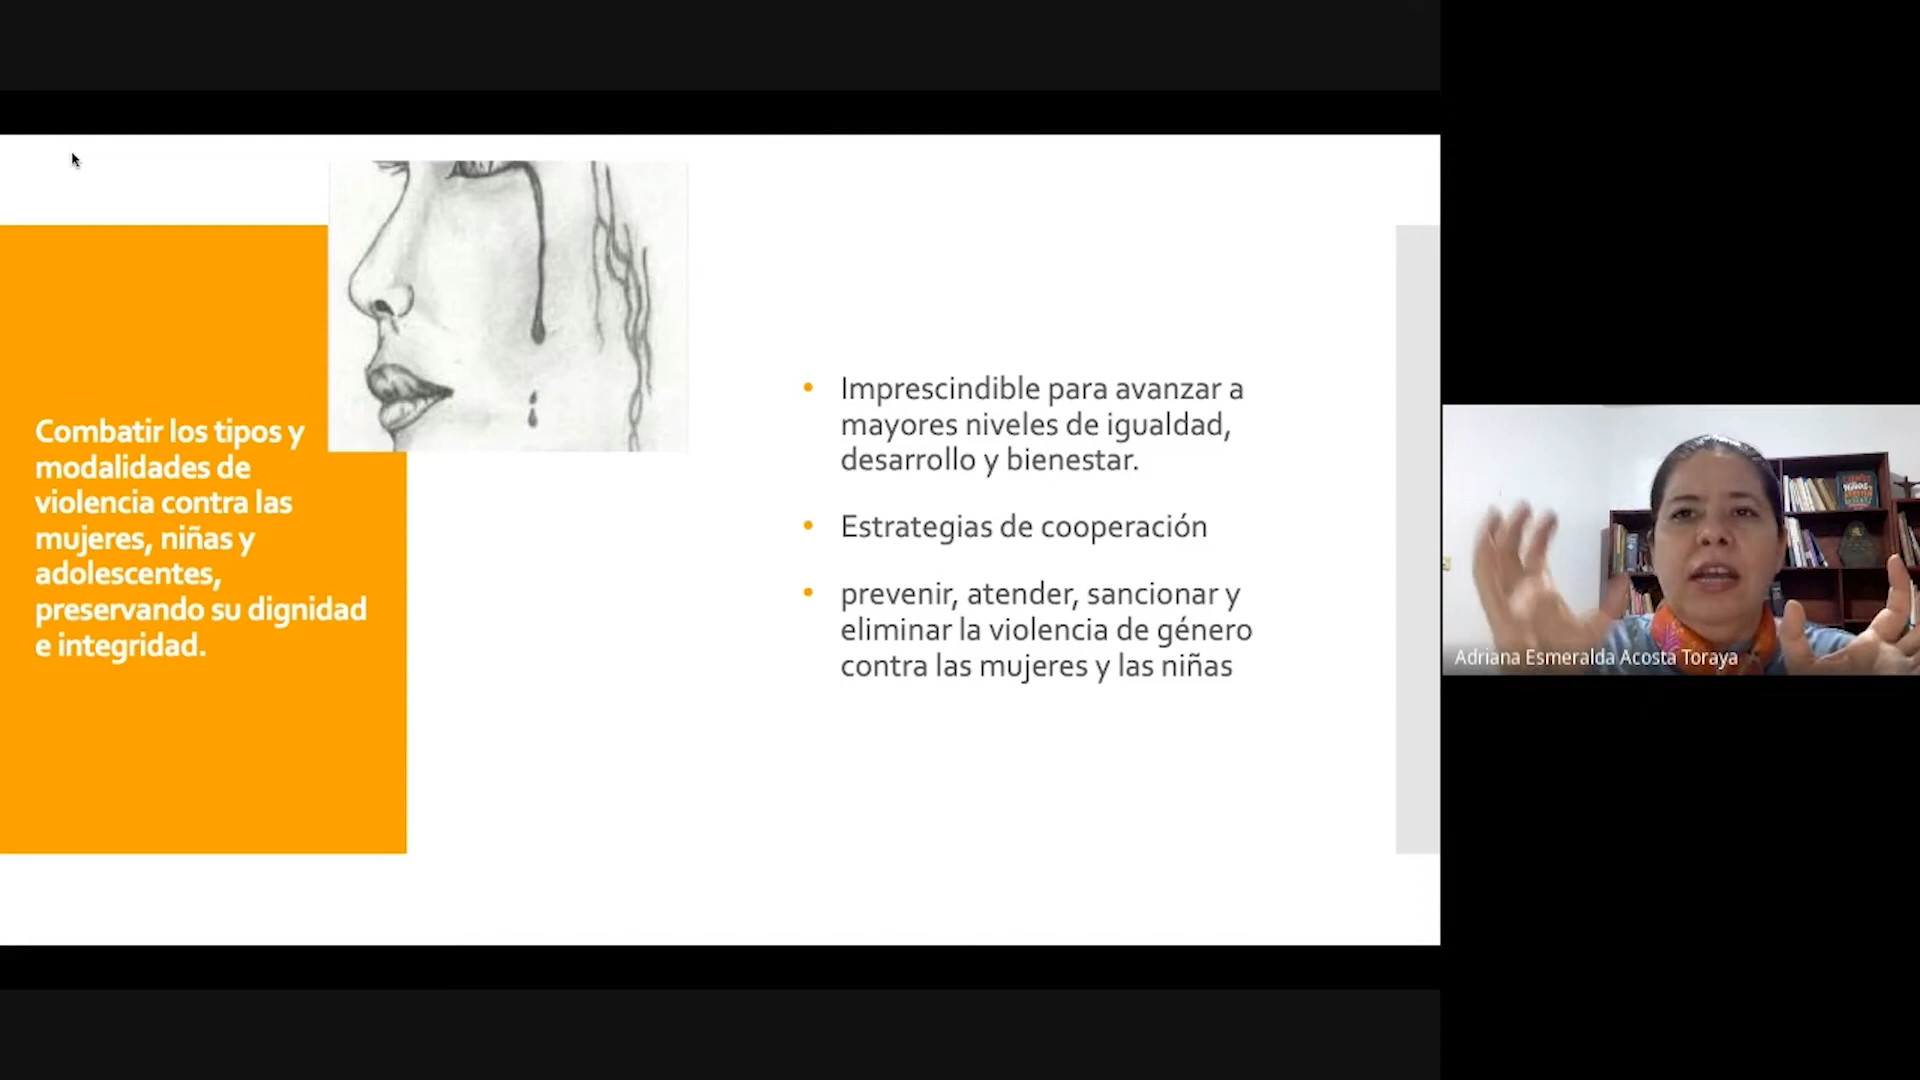 Combatir los tipos y
modalidades de
violencia contra las
mujeres, niñas y
adolescentes,
preservando su dignidad
e integridad.
• Imprescindible para avanzar a
mayores niveles de igualdad,
desarrollo y bienestar.
• Estrategias de cooperación
• prevenir, atender, sancionar y
eliminar la violencia de género
contra las mujeres y las niñas
Adriana Esmeralda Acosta Toraya